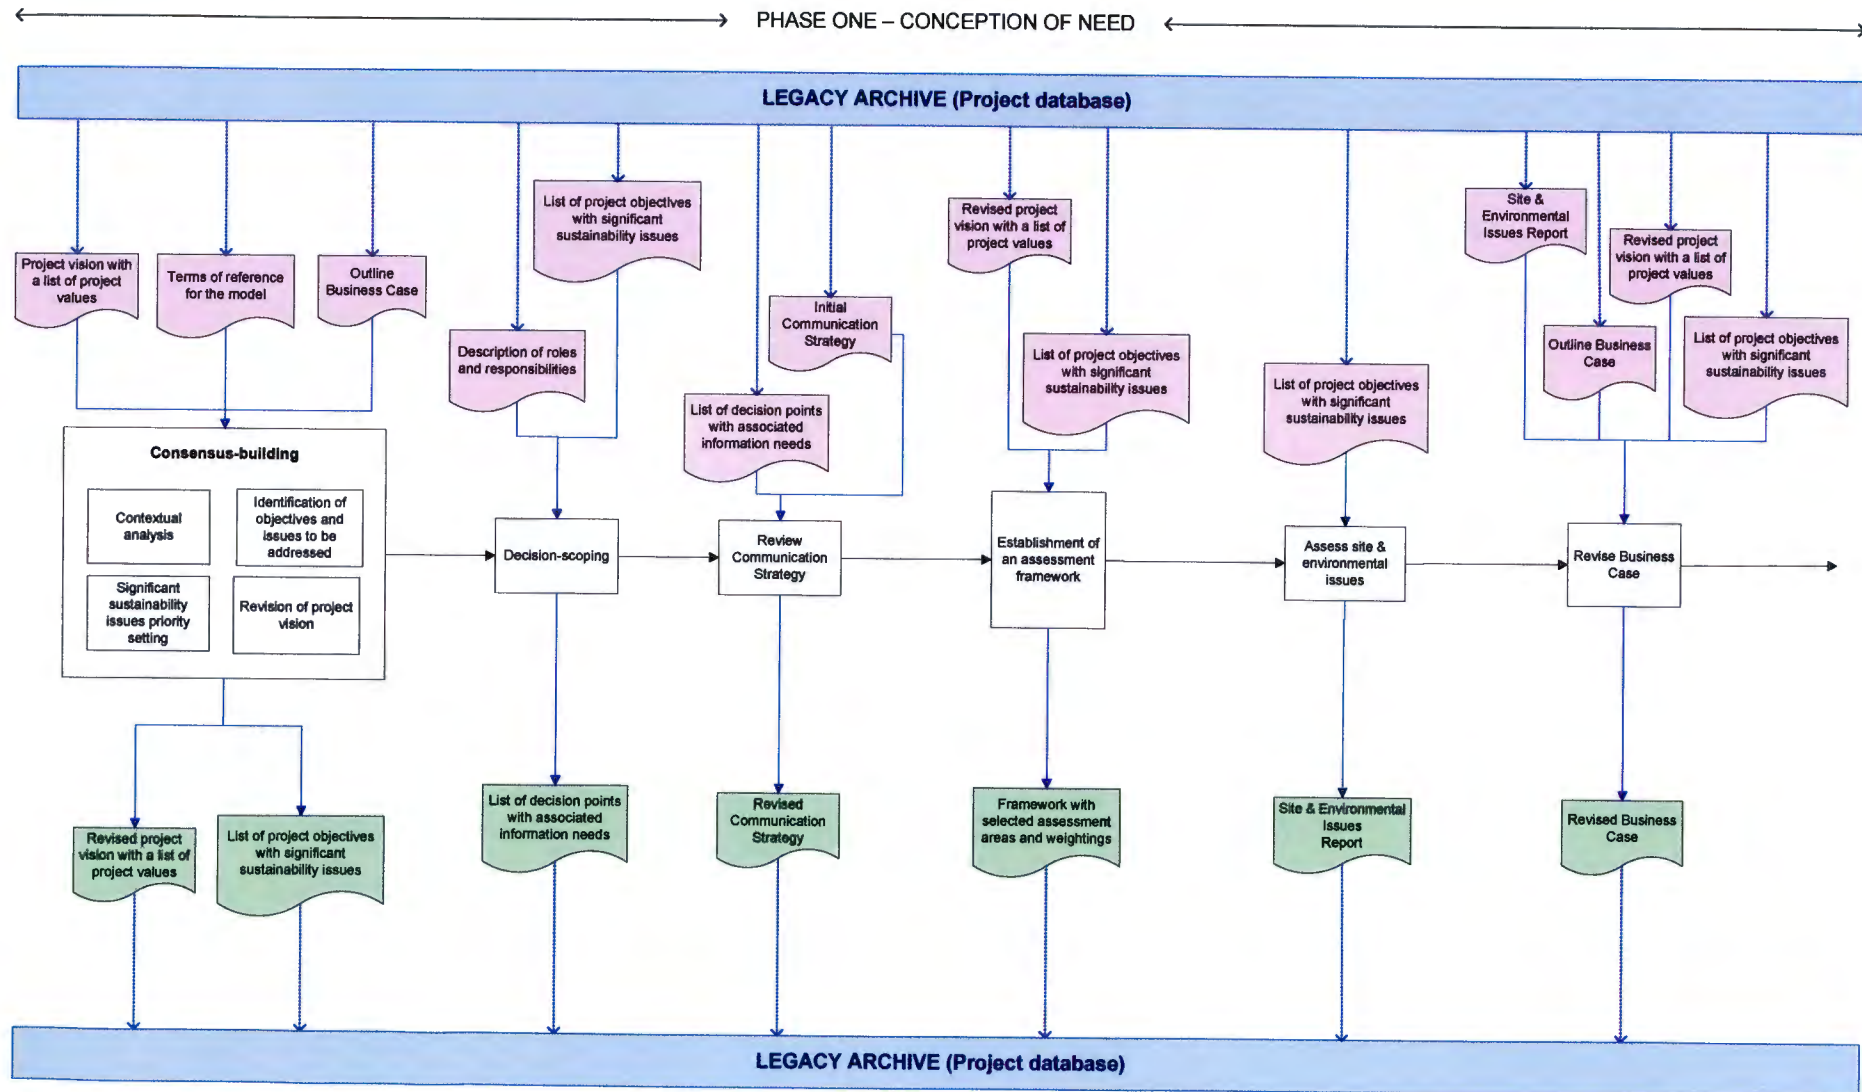 PHASE ONE – CONCEPTION OF NEED
LEGACY ARCHIVE (Project database)
Project vision with
a list of project
values
Terms of reference
for the model
Outline
Business Case
Description of roles
and responsibilities
List of project objectives
with significant
sustainability issues
List of decision points
with associated
information needs
Initial
Communication
Strategy
Revised project
vision with a list of
project values
List of project objectives
with significant
sustainability issues
List of project objectives
with significant
sustainability issues
Site &
Environmental
Issues Report
Outline Business
Case
Revised project
vision with a list of
project values
List of project objectives
with significant
sustainability issues
Consensus-building
Contextual
analysis
Identification of
objectives and
issues to be
addressed
Significant
sustainability
issues priority
setting
Revision of project
vision
Decision-scoping
Review
Communication
Strategy
Establishment of
an assessment
framework
Assess site &
environmental
issues
Revise Business
Case
Revised project
vision with a list of
project values
List of project objectives
with significant
sustainability issues
List of decision points
with associated
information needs
Revised
Communication
Strategy
Framework with
selected assessment
areas and weightings
Site & Environmental
Issues
Report
Revised Business
Case
LEGACY ARCHIVE (Project database)